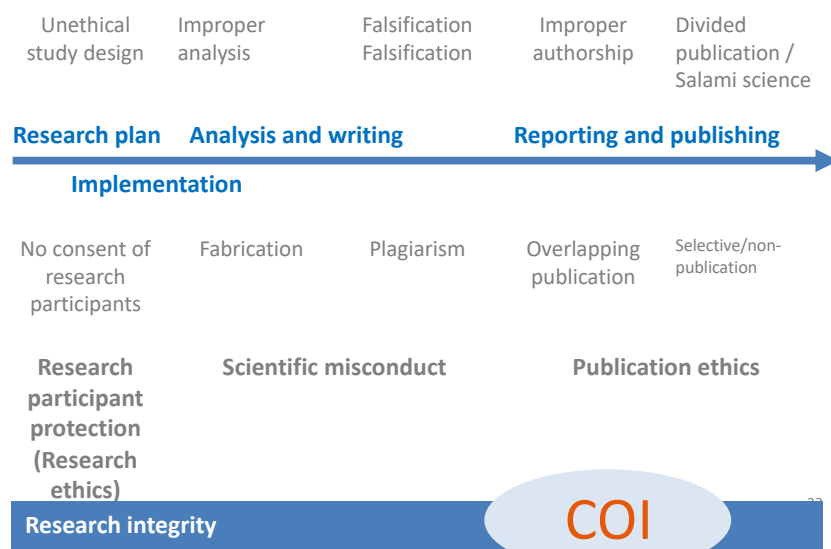 Unethical
study design
Improper
analysis
Falsification
Falsification
Improper
authorship
Divided
publication /
Salami science
Research plan
Analysis and writing
Reporting and publishing
Implementation
No consent of
research
participants
Fabrication
Plagiarism
Overlapping
publication
Selective/non-
publication
Research
participant
protection
(Research
ethics)
Scientific misconduct
Publication ethics
Research integrity
COI